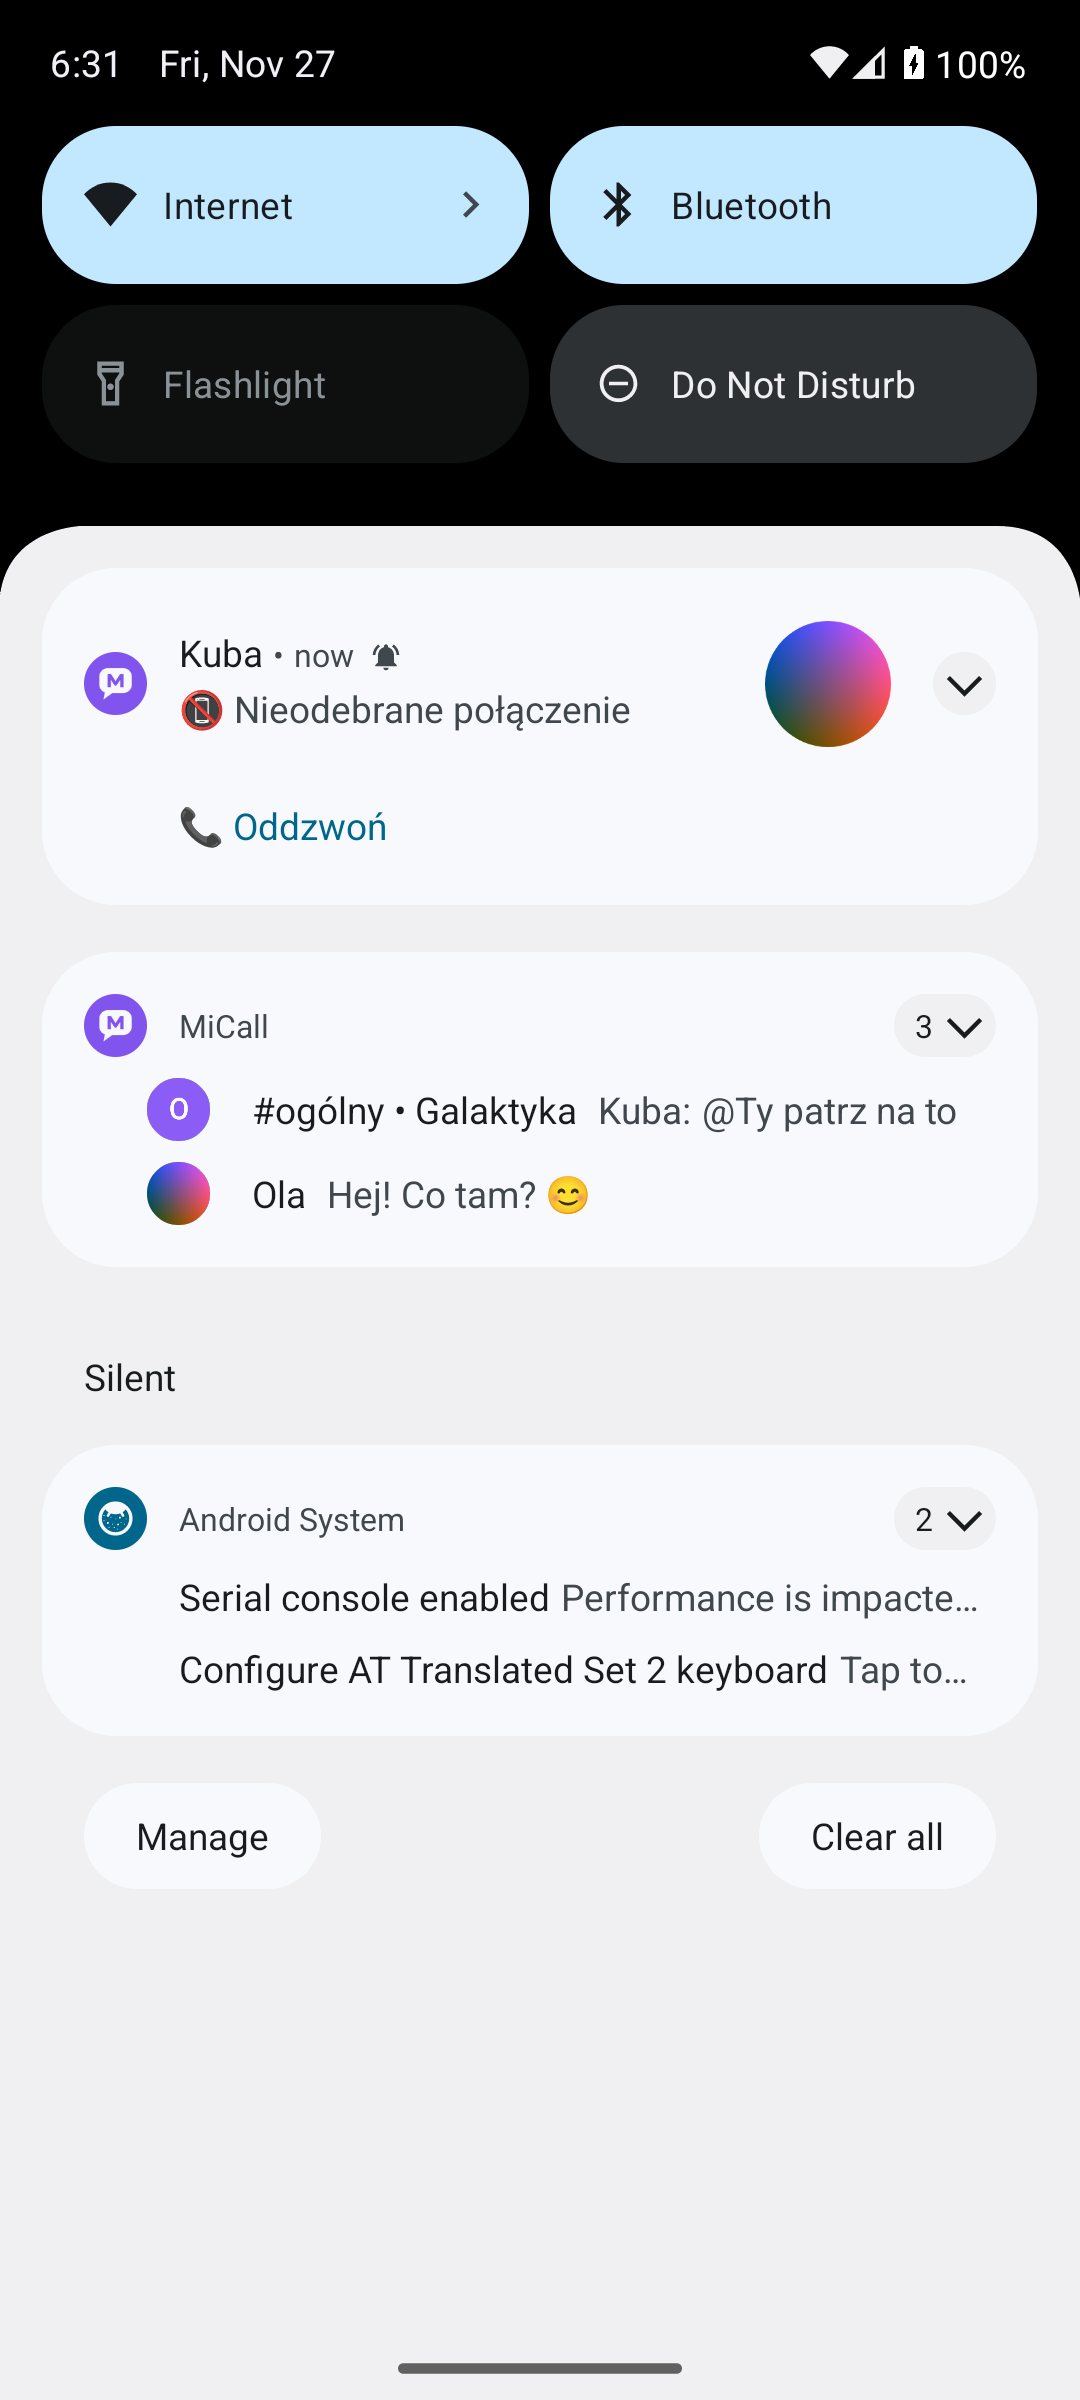 6:31 Fri, Nov 27 100%
Internet
Bluetooth
Flashlight
Do Not Disturb
Kuba • now
📵 Nieodebrane połączenie
📞 Oddzwoń
MiCall
3
O
#ogólny • Galaktyka Kuba: @Ty patrz na to
Ola Hej! Co tam? 😊
Silent
Android System
2
Serial console enabled Performance is impacte…
Configure AT Translated Set 2 keyboard Tap to…
Manage
Clear all